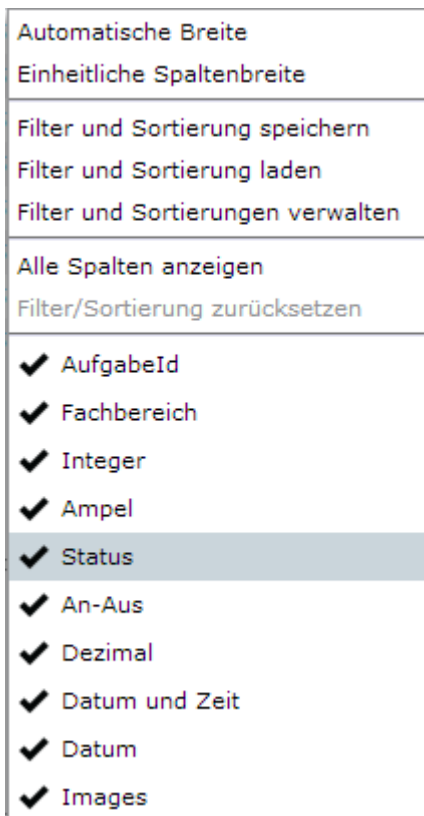 Automatische Breite
Einheitliche Spaltenbreite
Filter und Sortierung speichern
Filter und Sortierung laden
Filter und Sortierungen verwalten
Alle Spalten anzeigen
Filter/Sortierung zurücksetzen
AufgabeId
Fachbereich
Integer
Ampel
Status
An-Aus
Dezimal
Datum und Zeit
Datum
Images